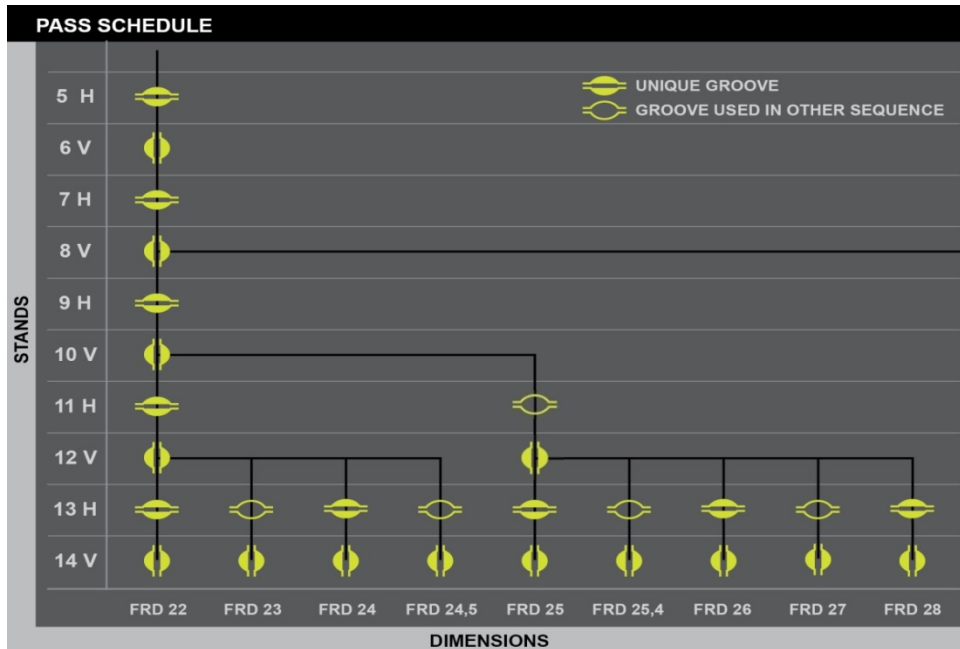 PASS SCHEDULE
UNIQUE GROOVE
GROOVE USED IN OTHER SEQUENCE
STANDS
5 H
6 V
7 H
8 V
9 H
10 V
11 H
12 V
13 H
14 V
FRD 22 FRD 23 FRD 24 FRD 24,5 FRD 25 FRD 25,4 FRD 26 FRD 27 FRD 28
DIMENSIONS